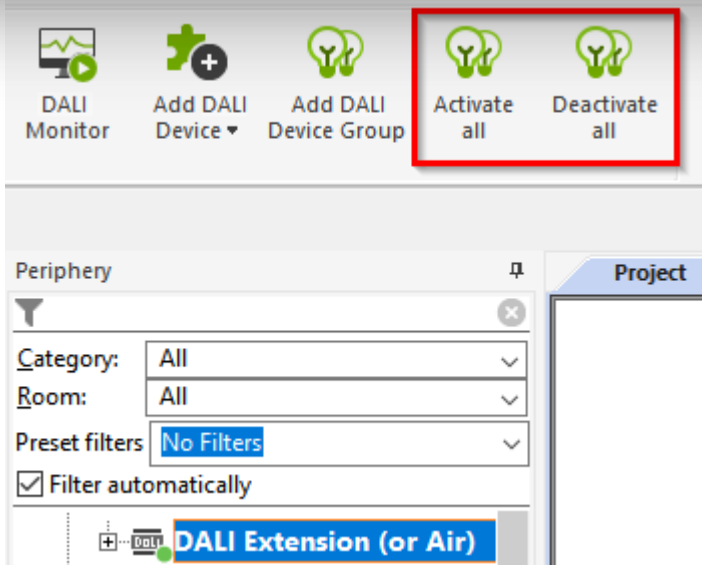 DALI Monitor
Add DALI Device
Add DALI Device Group
Activate all
Deactivate all
Periphery
Project
Category: All
Room: All
Preset filters No Filters
Filter automatically
DALI DALI Extension (or Air)